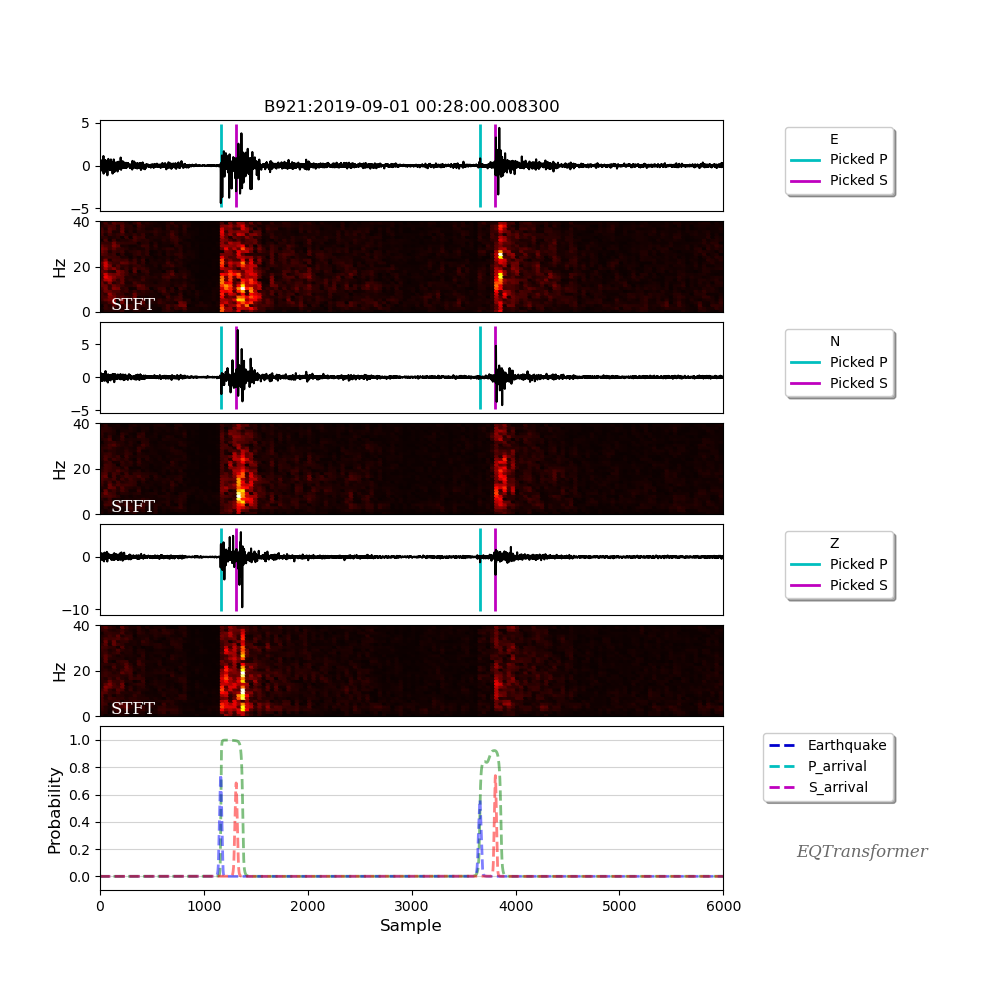 B921:2019-09-01 00:28:00.008300
5
0
−5
E
Picked P
Picked S
40
20
0
Hz
STFT
5
0
−5
N
Picked P
Picked S
40
20
0
Hz
STFT
0
−10
Z
Picked P
Picked S
40
20
0
Hz
STFT
1.0
0.8
0.6
0.4
0.2
0.0
Probability
Earthquake
P_arrival
S_arrival
EQTransformer
0 1000 2000 3000 4000 5000 6000
Sample